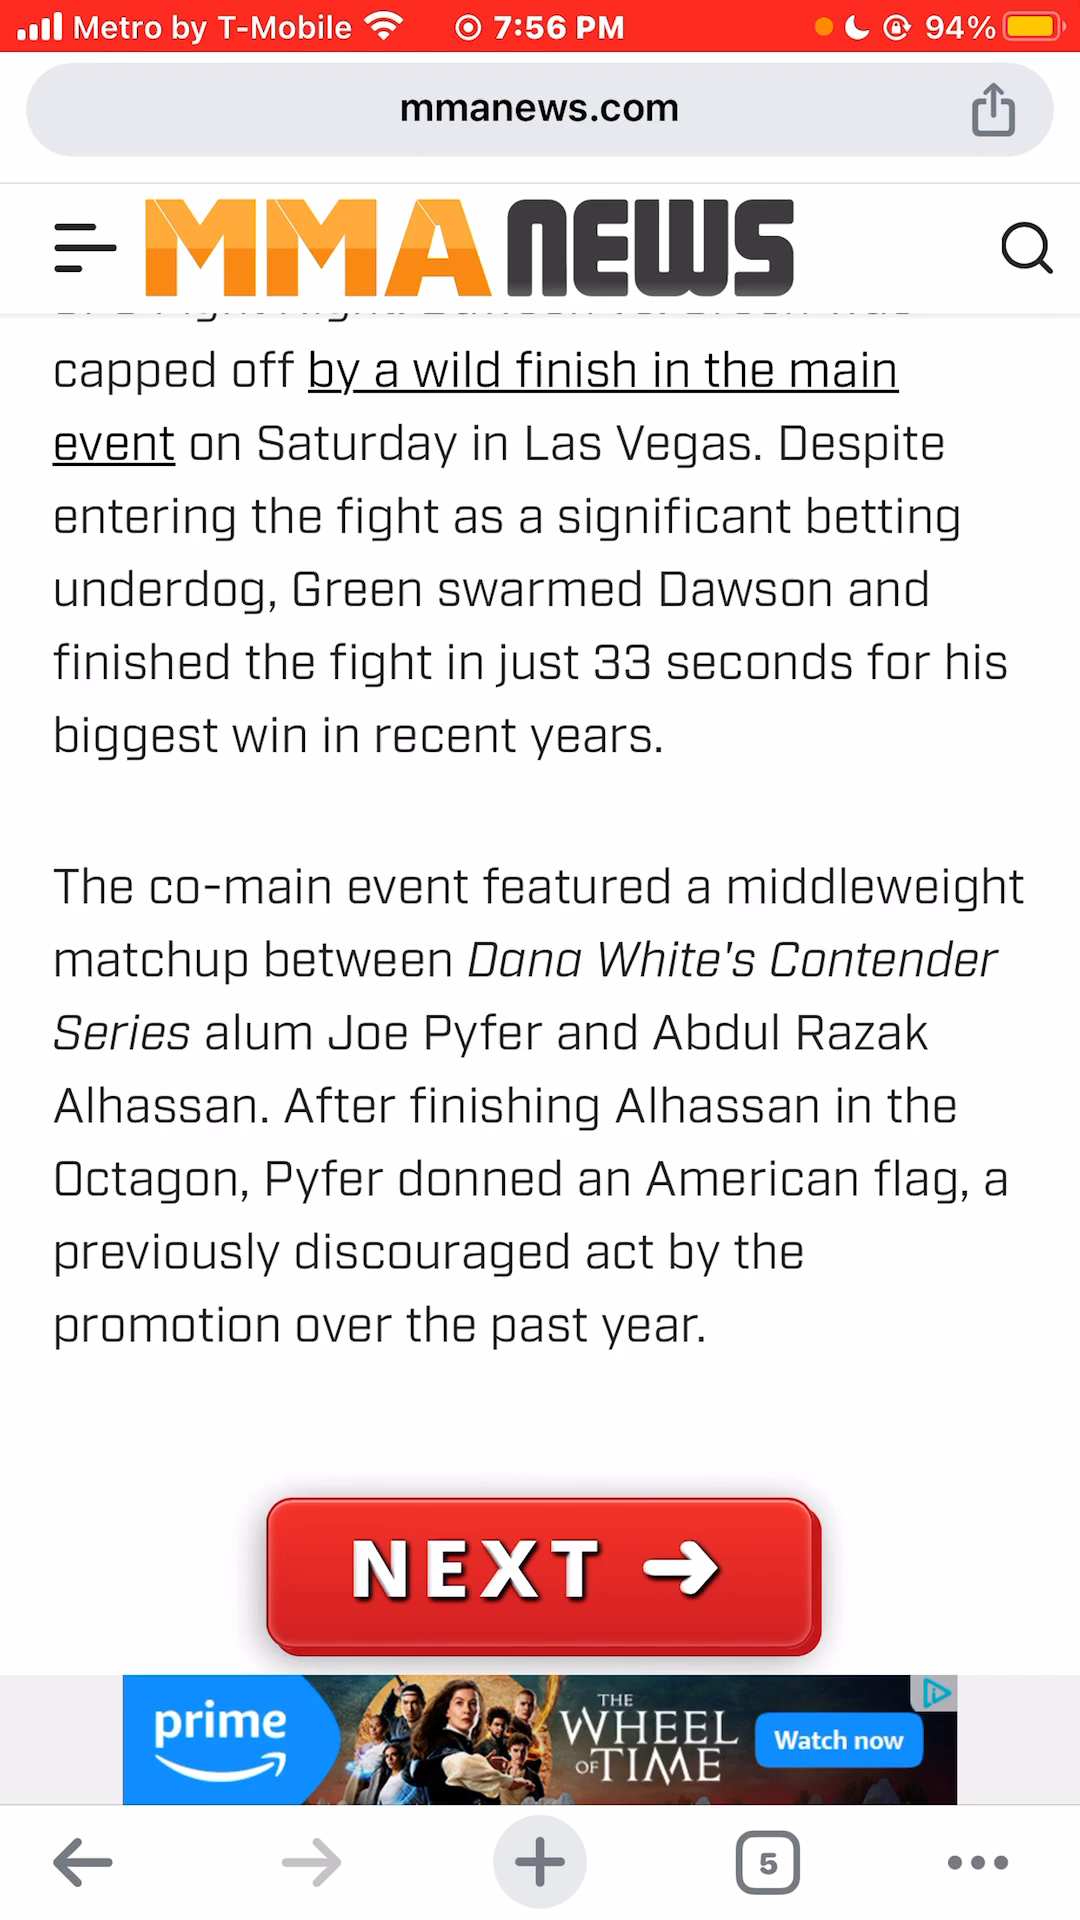 Metro by T-Mobile 7:56 PM 94%
mmanews.com
MMA NEWS
capped off by a wild finish in the main
event on Saturday in Las Vegas. Despite
entering the fight as a significant betting
underdog, Green swarmed Dawson and
finished the fight in just 33 seconds for his
biggest win in recent years.
The co-main event featured a middleweight
matchup between Dana White's Contender
Series alum Joe Pyfer and Abdul Razak
Alhassan. After finishing Alhassan in the
Octagon, Pyfer donned an American flag, a
previously discouraged act by the
promotion over the past year.
NEXT
prime
THE
WHEEL
OF TIME
Watch now
5